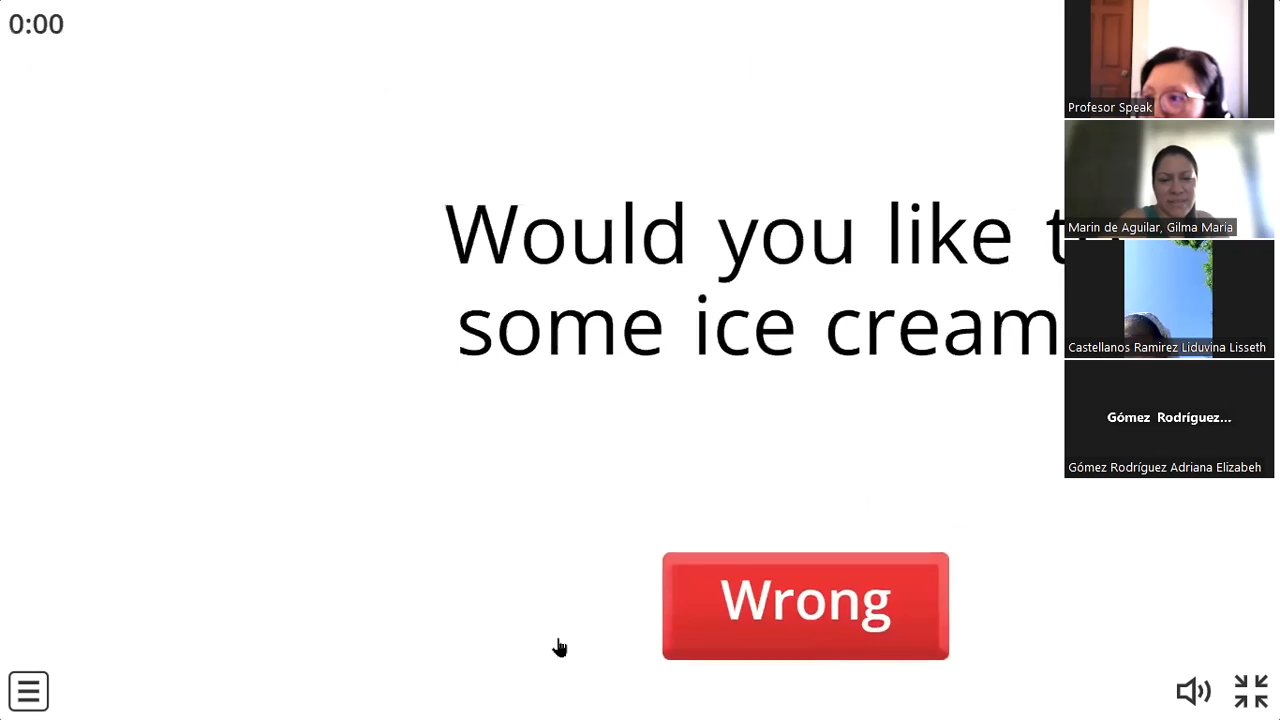 0:00
Would you like
some ice cream
Wrong
Profesor Speak
Marin de Aguilar, Gilma Maria
Castellanos Ramirez Liduvina Lisseth
Gómez Rodríguez...
Gómez Rodríguez Adriana Elizabeh